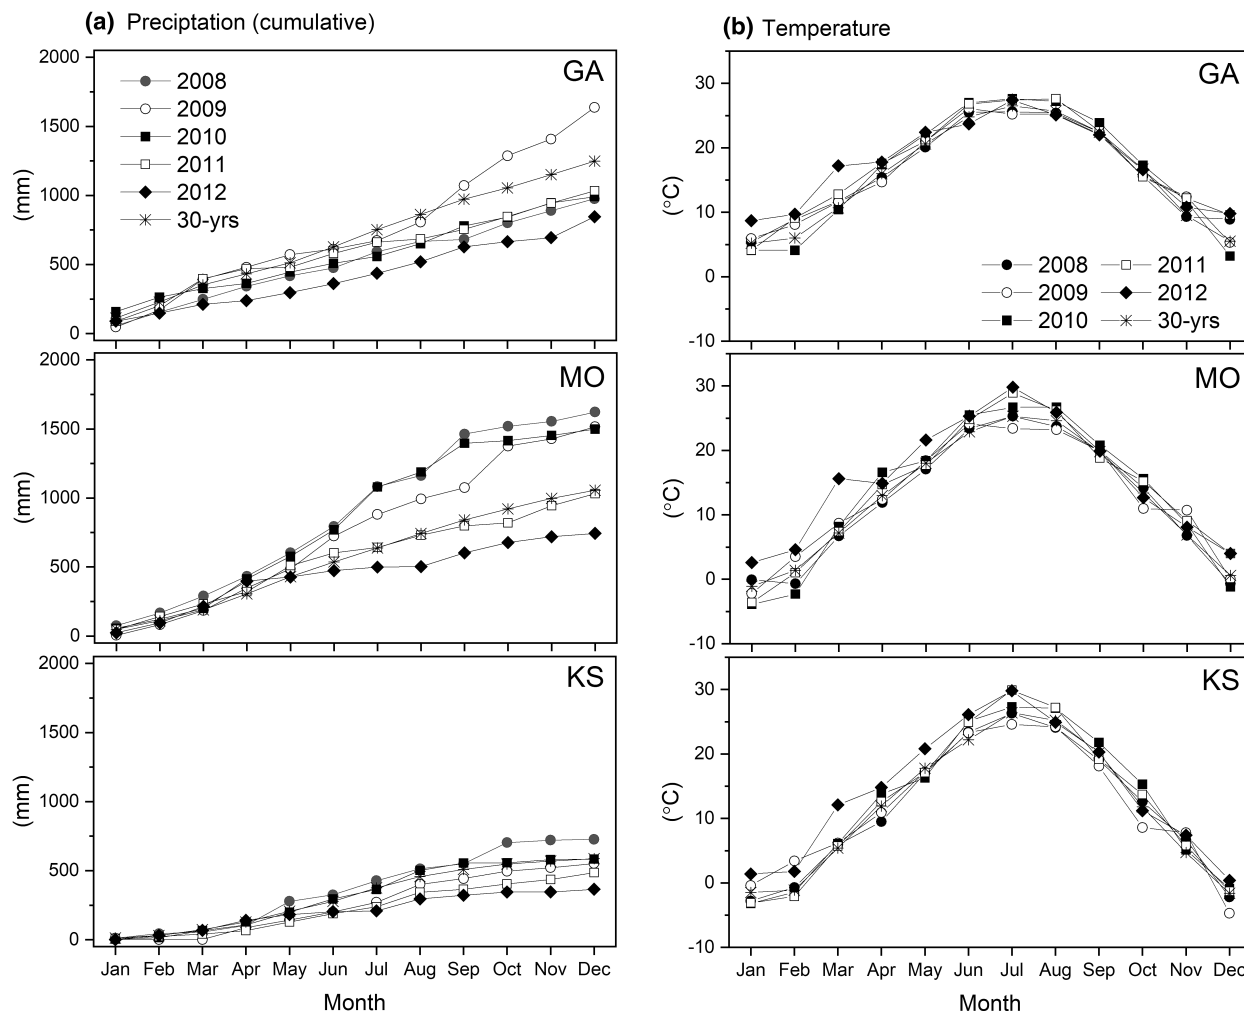 (a) Preciptation (cumulative)
2000
1500
1000
500
0
(mm)
GA
2008
2009
2010
2011
2012
30-yrs
2000
1500
1000
500
0
(mm)
MO
2000
1500
1000
500
0
(mm)
KS
Jan Feb Mar Apr May Jun Jul Aug Sep Oct Nov Dec
Month
(b) Temperature
30
20
10
0
-10
(°C)
GA
2008 2011
2009 2012
2010 30-yrs
30
20
10
0
-10
(°C)
MO
30
20
10
0
-10
(°C)
KS
Jan Feb Mar Apr May Jun Jul Aug Sep Oct Nov Dec
Month